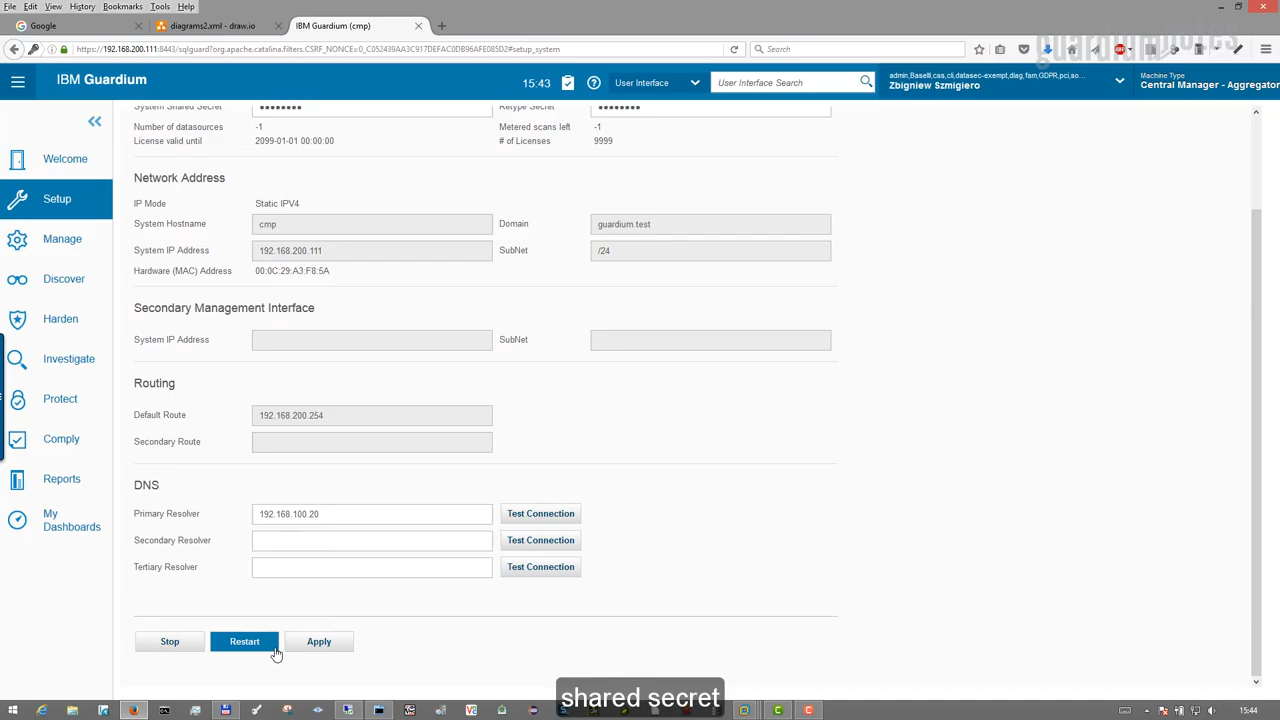 File Edit View History Bookmarks Tools Help
Google
diagrams2.xml - draw.io
IBM Guardium (cmp)
https://192.168.200.111:8443/sqlguard?org.apache.catalina.filters.CSRF_NONCE=0_C052439AA3C917DEFAC0DB96AFE085D2#setup_system
Search
guardiumnotes
IBM Guardium
15:43
User Interface
User Interface Search
admin,BaselII,cas,cli,datasec-exempt,diag,fam,GDPR,pci,so...
Zbigniew Szmigiero
Machine Type
Central Manager - Aggregator
System Shared Secret ••••••••
Retype Secret ••••••••
Number of datasources -1
Metered scans left -1
License valid until 2099-01-01 00:00:00
# of Licenses 9999
Welcome
Setup
Manage
Discover
Harden
Investigate
Protect
Comply
Reports
My
Dashboards
Network Address
IP Mode Static IPV4
System Hostname cmp
Domain guardium.test
System IP Address 192.168.200.111
SubNet /24
Hardware (MAC) Address 00:0C:29:A3:F8:5A
Secondary Management Interface
System IP Address
SubNet
Routing
Default Route 192.168.200.254
Secondary Route
DNS
Primary Resolver 192.168.100.20 Test Connection
Secondary Resolver Test Connection
Tertiary Resolver Test Connection
Stop Restart Apply
shared secret
15:44